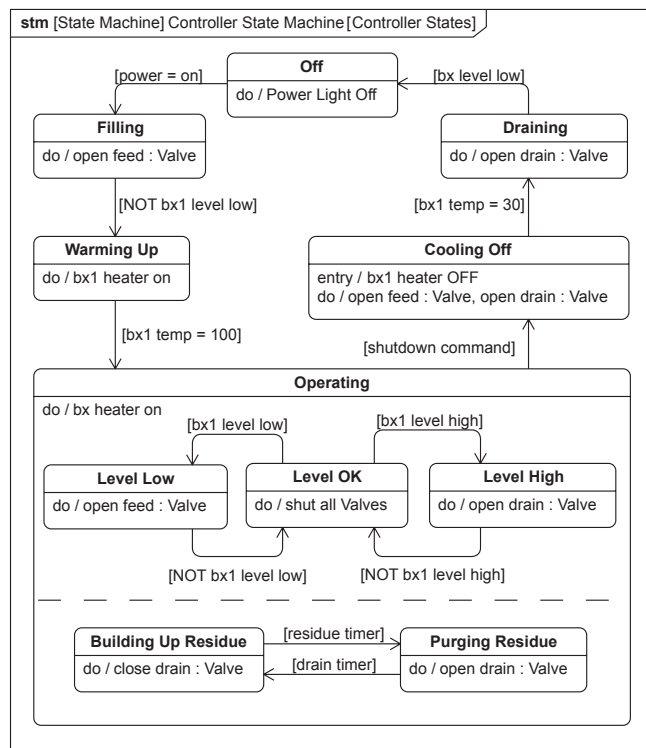 stm [State Machine] Controller State Machine [Controller States]
Off
do / Power Light Off
[power = on]
[bx level low]
Filling
do / open feed : Valve
Draining
do / open drain : Valve
[NOT bx1 level low]
[bx1 temp = 30]
Warming Up
do / bx1 heater on
Cooling Off
entry / bx1 heater OFF
do / open feed : Valve, open drain : Valve
[bx1 temp = 100]
[shutdown command]
Operating
do / bx heater on
[bx1 level low]
[bx1 level high]
Level Low
do / open feed : Valve
Level OK
do / shut all Valves
Level High
do / open drain : Valve
[NOT bx1 level low]
[NOT bx1 level high]
Building Up Residue
do / close drain : Valve
[residue timer]
[drain timer]
Purging Residue
do / open drain : Valve